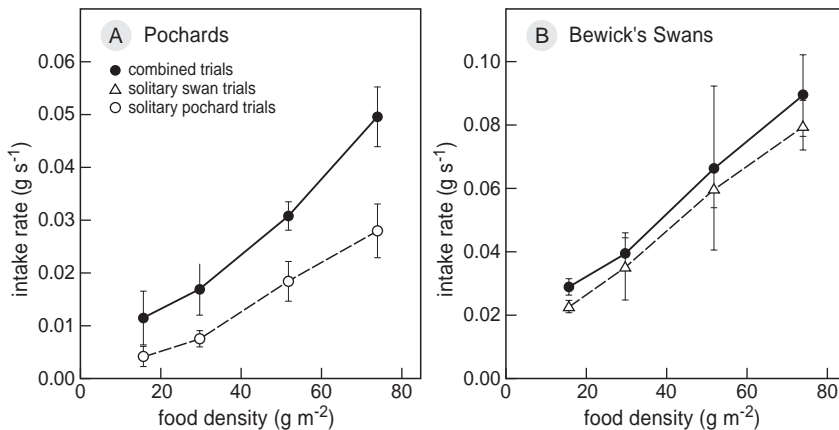 A Pochards
combined trials
solitary swan trials
solitary pochard trials
0.06
0.05
0.04
0.03
0.02
0.01
0.00
intake rate (g s-1)
0 20 40 60 80
food density (g m-2)
B Bewick's Swans
0.10
0.08
0.06
0.04
0.02
0.00
intake rate (g s-1)
0 20 40 60 80
food density (g m-2)